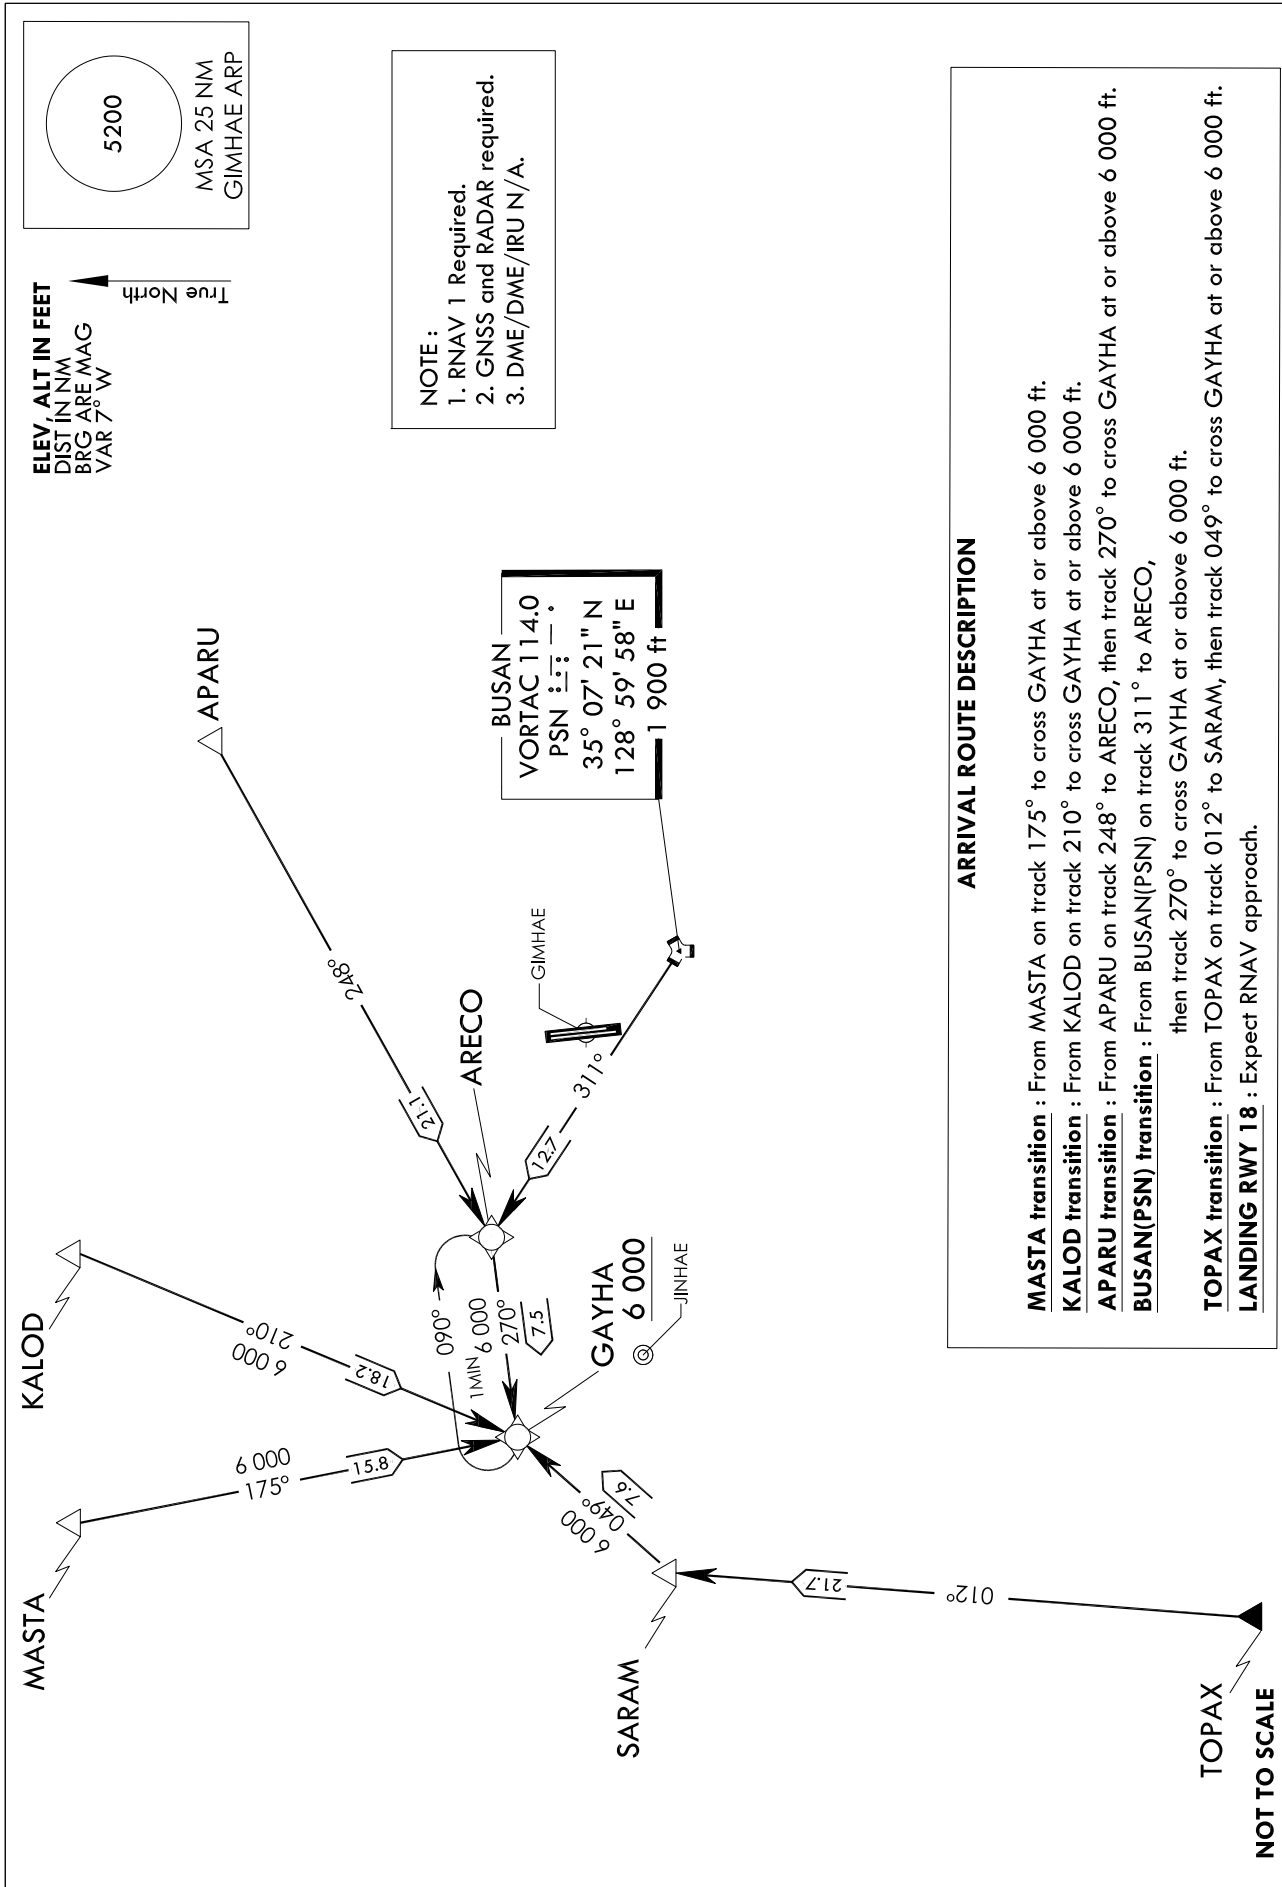 ELEV, ALT IN FEET
DIST IN NM
BRG ARE MAG
VAR 7° W
True North
5200
MSA 25 NM
GIMHAE ARP
NOTE :
1. RNAV 1 Required.
2. GNSS and RADAR required.
3. DME/DME/IRU N/A.
MASTA
KALOD
APARU
6 000
175°
15.8
6 000
210°
18.2
248°
21.1
090°
1MIN
6 000
270°
7.5
ARECO
GAYHA
6 000
JINHAE
GIMHAE
311°
12.7
BUSAN
VORTAC 114.0
PSN
35° 07' 21" N
128° 59' 58" E
1 900 ft
6 000
049°
7.6
SARAM
21.7
012°
TOPAX
NOT TO SCALE
ARRIVAL ROUTE DESCRIPTION
MASTA transition : From MASTA on track 175° to cross GAYHA at or above 6 000 ft.
KALOD transition : From KALOD on track 210° to cross GAYHA at or above 6 000 ft.
APARU transition : From APARU on track 248° to ARECO, then track 270° to cross GAYHA at or above 6 000 ft.
BUSAN(PSN) transition : From BUSAN(PSN) on track 311° to ARECO,
then track 270° to cross GAYHA at or above 6 000 ft.
TOPAX transition : From TOPAX on track 012° to SARAM, then track 049° to cross GAYHA at or above 6 000 ft.
LANDING RWY 18 : Expect RNAV approach.